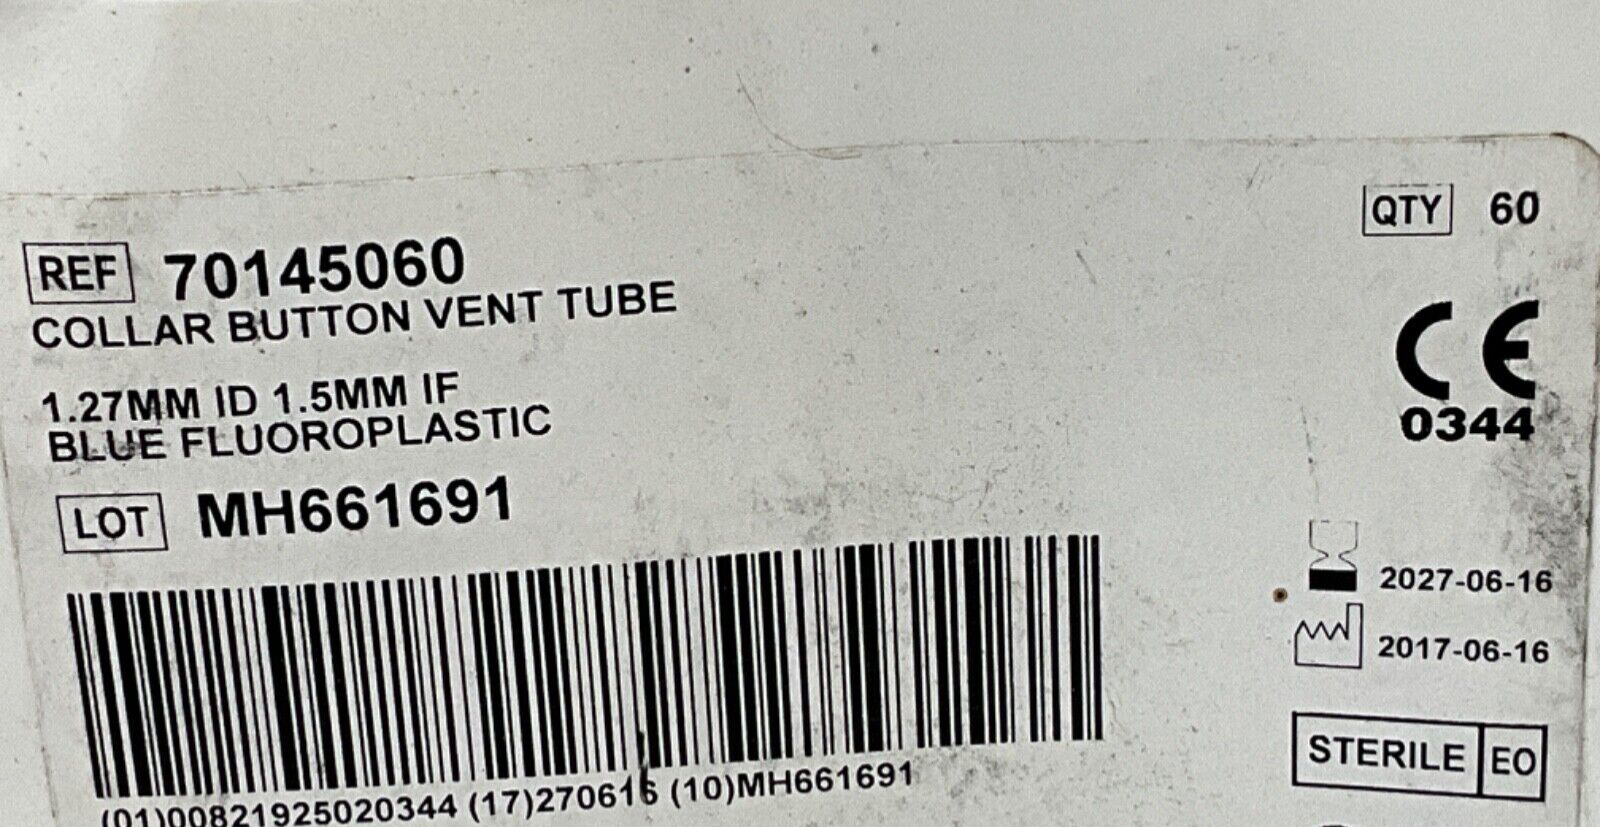 QTY 60
REF 70145060
COLLAR BUTTON VENT TUBE
1.27MM ID 1.5MM IF
BLUE FLUOROPLASTIC
LOT MH661691
CE
0344
2027-06-16
2017-06-16
STERILE EO
(01)00821925020344 (17)270616 (10)MH661691